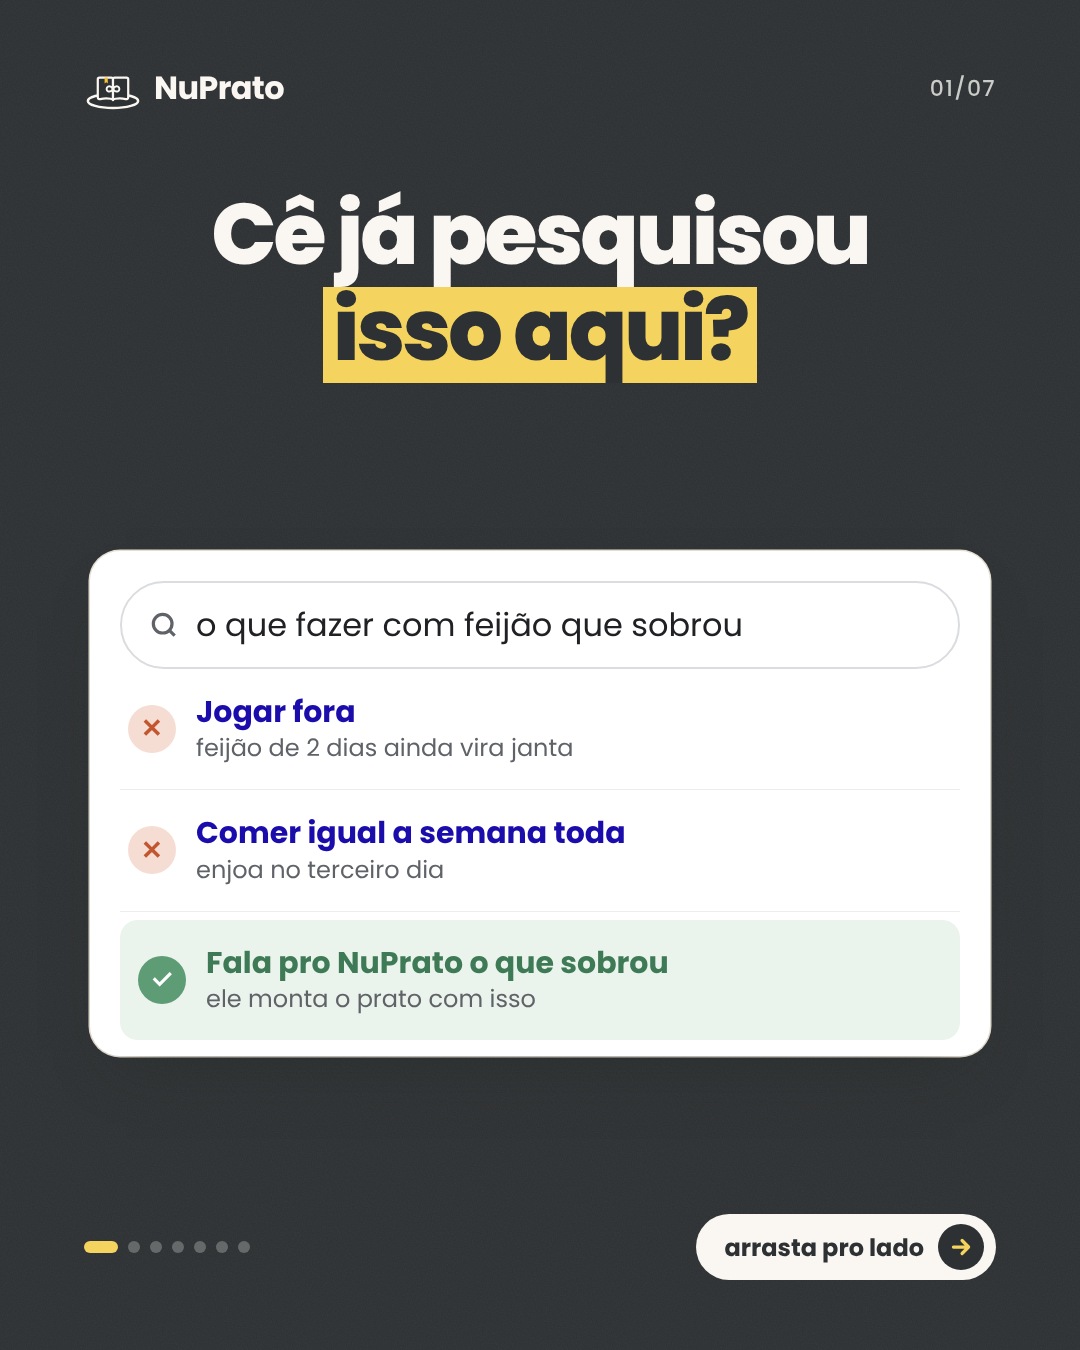 NuPrato
01/07
Cê já pesquisou
isso aqui?
o que fazer com feijão que sobrou
Jogar fora
feijão de 2 dias ainda vira janta
Comer igual a semana toda
enjoa no terceiro dia
Fala pro NuPrato o que sobrou
ele monta o prato com isso
arrasta pro lado